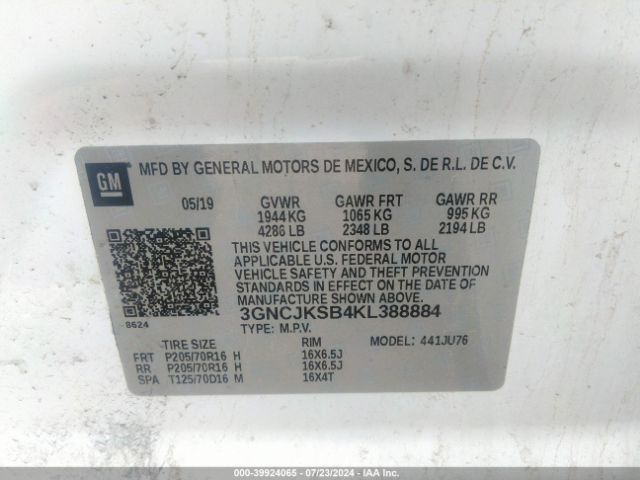 GM
MFD BY GENERAL MOTORS DE MEXICO, S. DE R.L. DE C.V.
05/19 GVWR GAWR FRT GAWR RR
1944 KG 1065 KG 995 KG
4286 LB 2348 LB 2194 LB
THIS VEHICLE CONFORMS TO ALL
APPLICABLE U.S. FEDERAL MOTOR
VEHICLE SAFETY AND THEFT PREVENTION
STANDARDS IN EFFECT ON THE DATE OF
MANUFACTURE SHOWN ABOVE.
8624
3GNCJKSB4KL388884
TYPE: M.P.V. MODEL: 441JU76
TIRE SIZE RIM
FRT P205/70R16 H 16X6.5J
RR P205/70R16 H 16X6.5J
SPA T125/70D16 M 16X4T
000-39924065 / 07/23/2024 / IAA Inc.